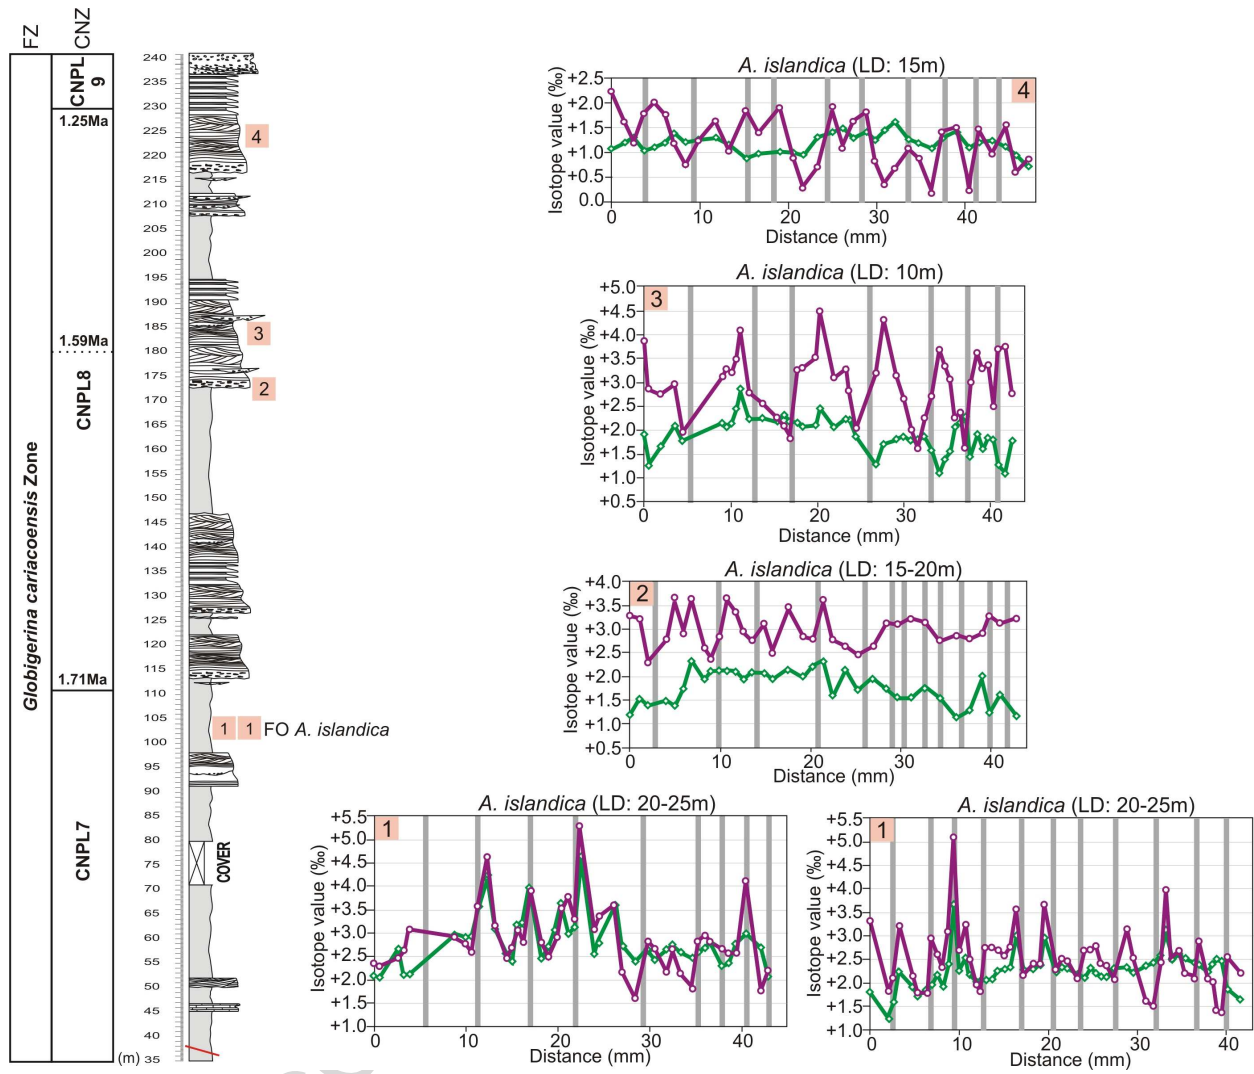 FZ
CNZ
Globigerina cariacoensis Zone
CNPL 9
1.25Ma
1.59Ma
CNPL8
1.71Ma
CNPL7
240
235
230
225
220
215
210
205
200
195
190
185
180
175
170
165
160
155
150
145
140
135
130
125
120
115
110
105
100
95
90
85
80
75
70
65
60
55
50
45
40
(m) 35
COVER
4
3
2
1 1 FO A. islandica
A. islandica (LD: 15m)
4
Isotope value (‰)
+2.5
+2.0
+1.5
+1.0
+0.5
0.0
0 10 20 30 40
Distance (mm)
A. islandica (LD: 10m)
3
Isotope value (‰)
+5.0
+4.5
+4.0
+3.5
+3.0
+2.5
+2.0
+1.5
+1.0
+0.5
0 10 20 30 40
Distance (mm)
A. islandica (LD: 15-20m)
2
Isotope value (‰)
+4.0
+3.5
+3.0
+2.5
+2.0
+1.5
+1.0
+0.5
0 10 20 30 40
Distance (mm)
A. islandica (LD: 20-25m)
1
Isotope value (‰)
+5.5
+5.0
+4.5
+4.0
+3.5
+3.0
+2.5
+2.0
+1.5
+1.0
0 10 20 30 40
Distance (mm)
A. islandica (LD: 20-25m)
1
Isotope value (‰)
+5.5
+5.0
+4.5
+4.0
+3.5
+3.0
+2.5
+2.0
+1.5
+1.0
0 10 20 30 40
Distance (mm)